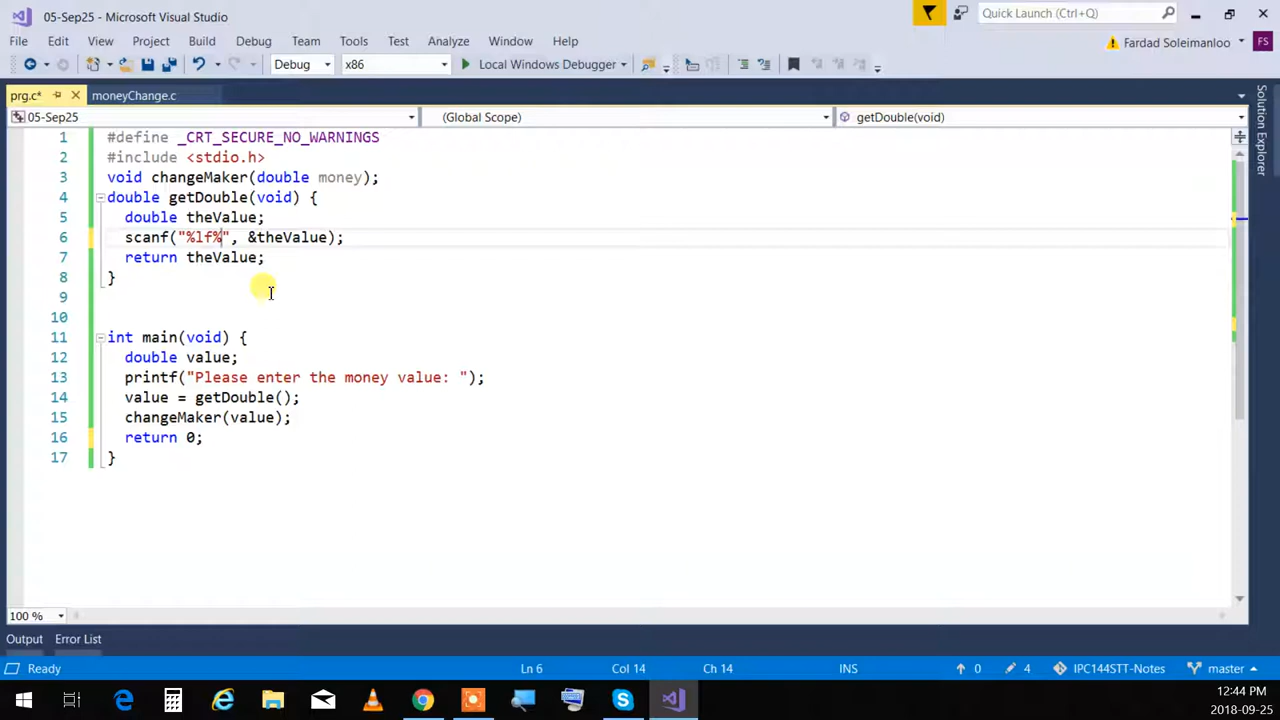 05-Sep25 - Microsoft Visual Studio
Quick Launch (Ctrl+Q)
File Edit View Project Build Debug Team Tools Test Analyze Window Help
Fardad Soleimanloo FS
Debug x86 Local Windows Debugger
prg.c* moneyChange.c
05-Sep25 (Global Scope) getDouble(void)
Solution Explorer
1 #define _CRT_SECURE_NO_WARNINGS
2 #include <stdio.h>
3 void changeMaker(double money);
4 double getDouble(void) {
5 double theValue;
6 scanf("%lf%", &theValue);
7 return theValue;
8 }
9
10
11 int main(void) {
12 double value;
13 printf("Please enter the money value: ");
14 value = getDouble();
15 changeMaker(value);
16 return 0;
17 }
100 %
Output Error List
Ready Ln 6 Col 14 Ch 14 INS 0 4 IPC144STT-Notes master
12:44 PM
2018-09-25